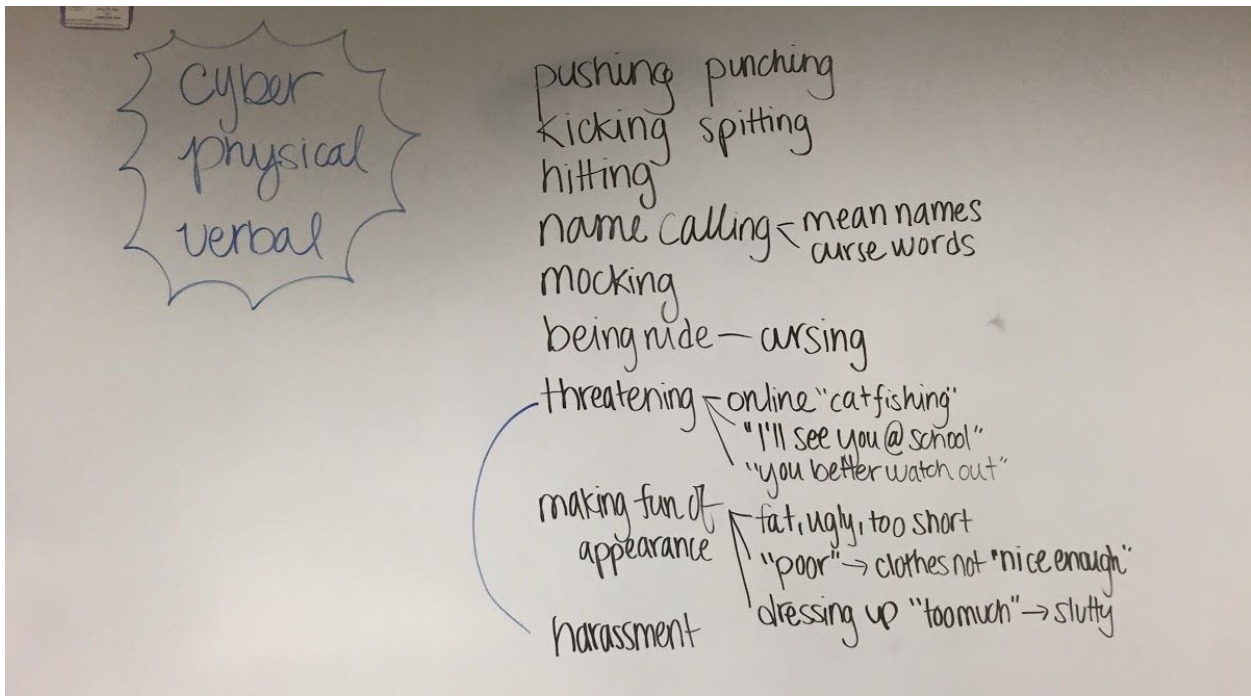 cyber
physical
verbal
pushing punching
kicking spitting
hitting
name calling < mean names
curse words
mocking
being rude — cursing
threatening - online "catfishing"
"I'll see you @ school"
"you better watch out"
making fun of
appearance
fat, ugly, too short
"poor" → clothes not "nice enough"
dressing up "too much" → slutty
harassment